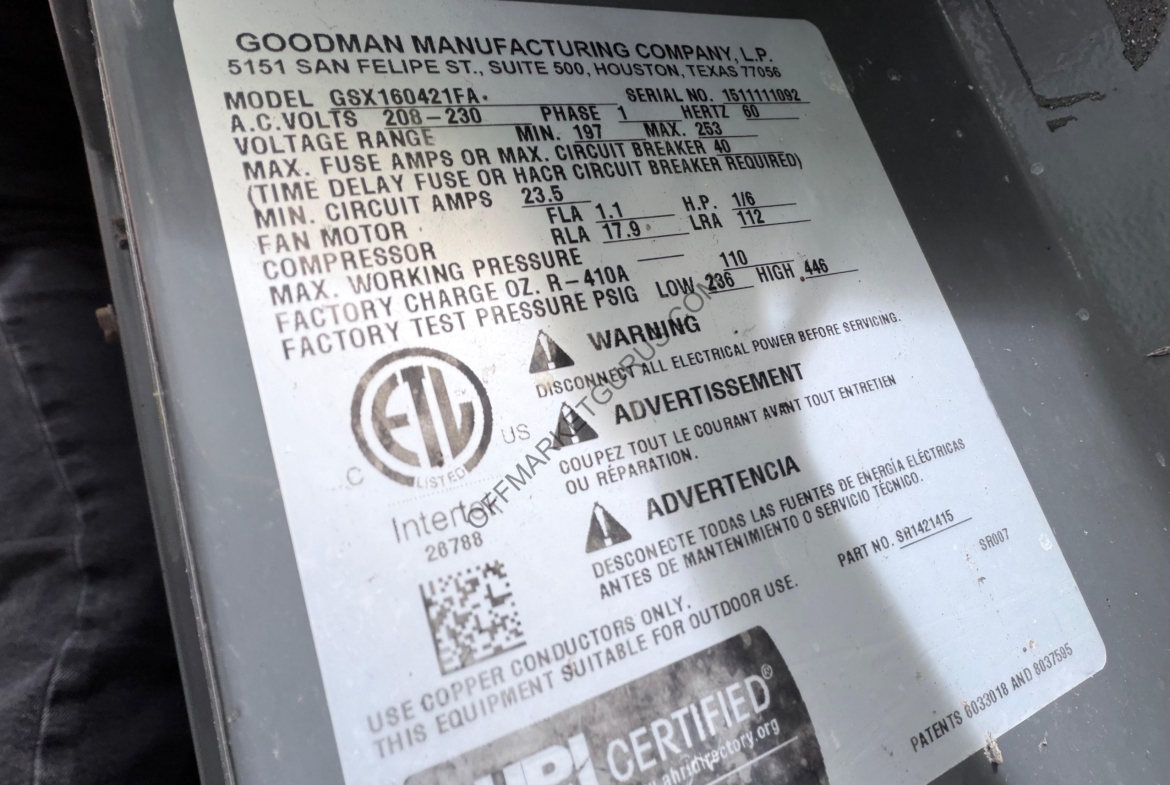 GOODMAN MANUFACTURING COMPANY, L.P.
5151 SAN FELIPE ST., SUITE 500, HOUSTON, TEXAS 77056
MODEL GSX160421FA SERIAL NO. 1511111092
A.C. VOLTS 208-230 PHASE 1 HERTZ 60
VOLTAGE RANGE MIN. 197 MAX. 253
MAX. FUSE AMPS OR MAX. CIRCUIT BREAKER 40
(TIME DELAY FUSE OR HACR CIRCUIT BREAKER REQUIRED)
MIN. CIRCUIT AMPS 23.5
FAN MOTOR FLA 1.1 H.P. 1/6
COMPRESSOR RLA 17.9 LRA 112
MAX. WORKING PRESSURE —
FACTORY CHARGE OZ. R-410A 110
FACTORY TEST PRESSURE PSIG LOW 236 HIGH 446
WARNING
DISCONNECT ALL ELECTRICAL POWER BEFORE SERVICING.
ADVERTISSEMENT
COUPEZ TOUT LE COURANT AVANT TOUT ENTRETIEN
OU RÉPARATION.
ADVERTENCIA
DESCONECTE TODAS LAS FUENTES DE ENERGÍA ELÉCTRICAS
ANTES DE MANTENIMIENTO O SERVICIO TÉCNICO.
ETL
C US
LISTED
Intertek
26788
PART NO. SR1421415
SR007
USE COPPER CONDUCTORS ONLY.
THIS EQUIPMENT SUITABLE FOR OUTDOOR USE.
CERTIFIED®
ahridirectory.org
PATENTS 8033018 AND 8037595
OFFMARKETGURUS.COM